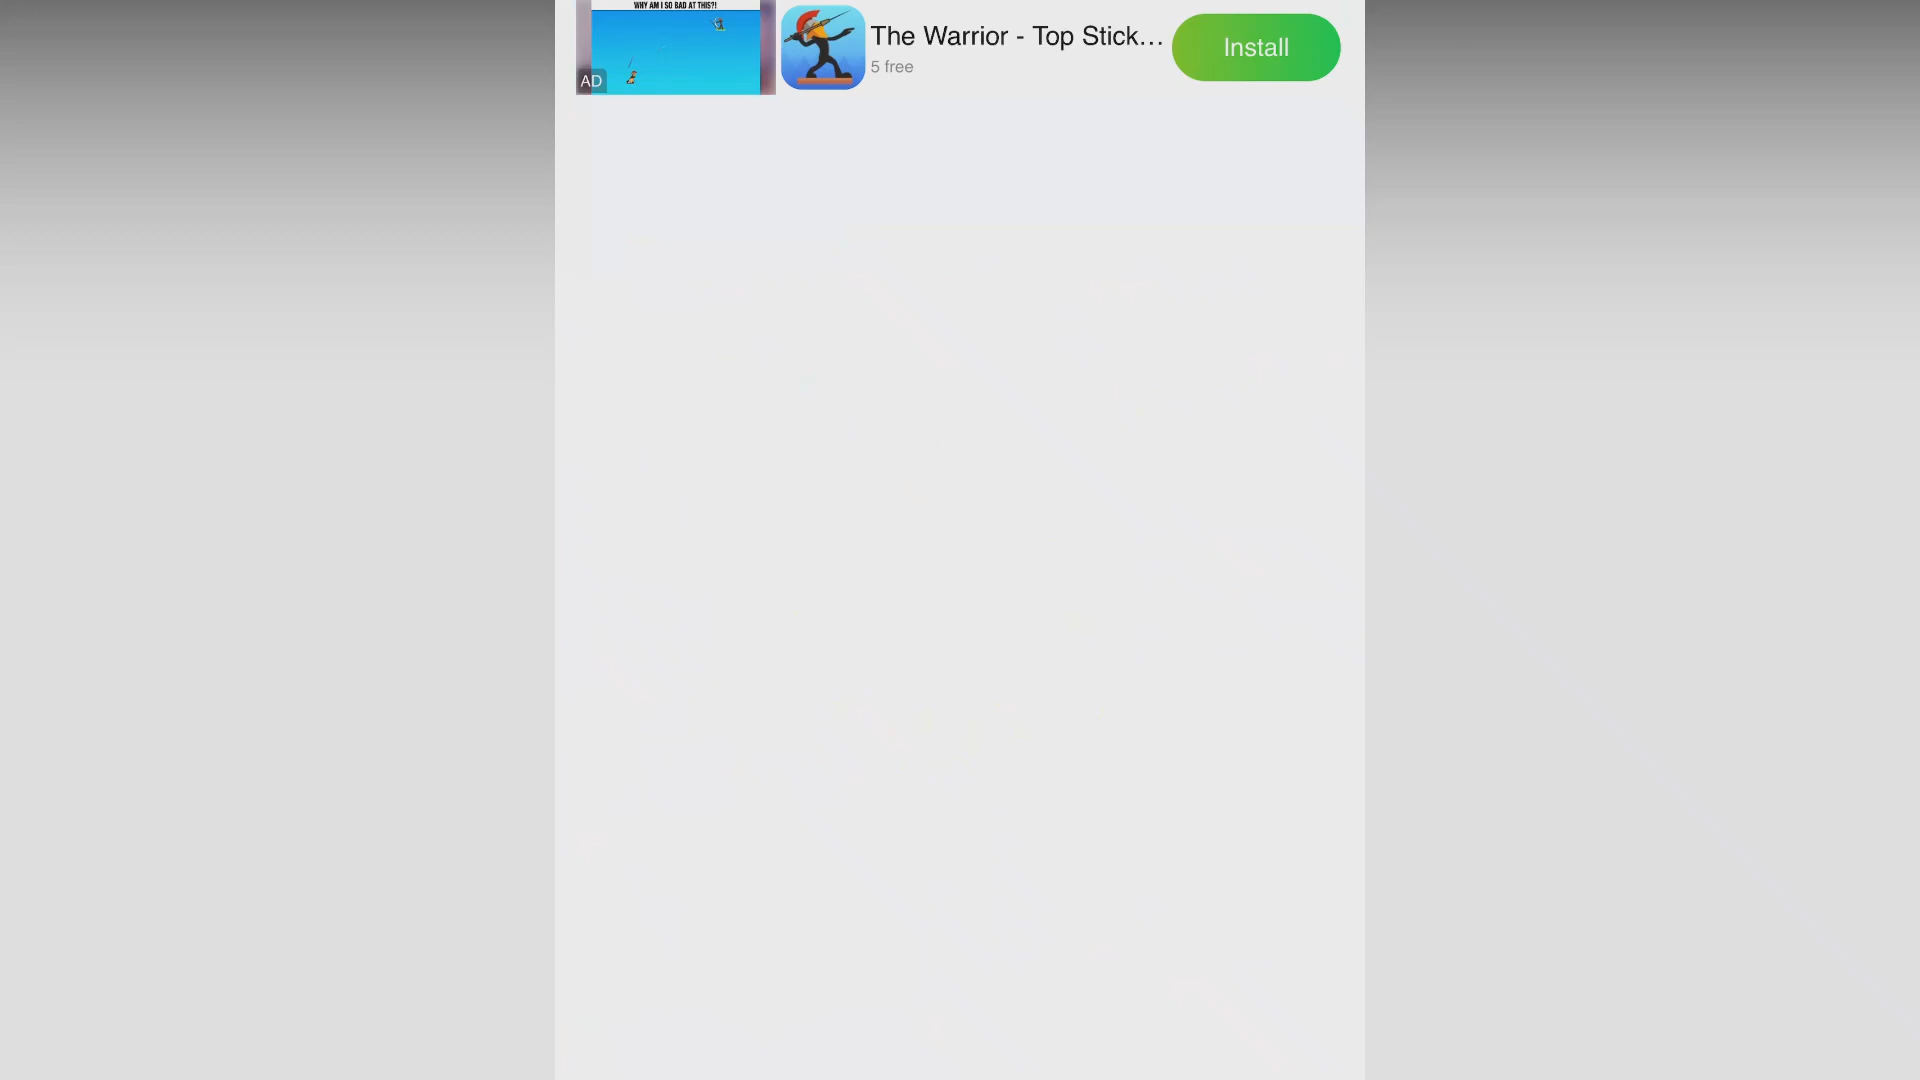 WHY AM I SO BAD AT THIS?!
AD
The Warrior - Top Stick...
5 free
Install